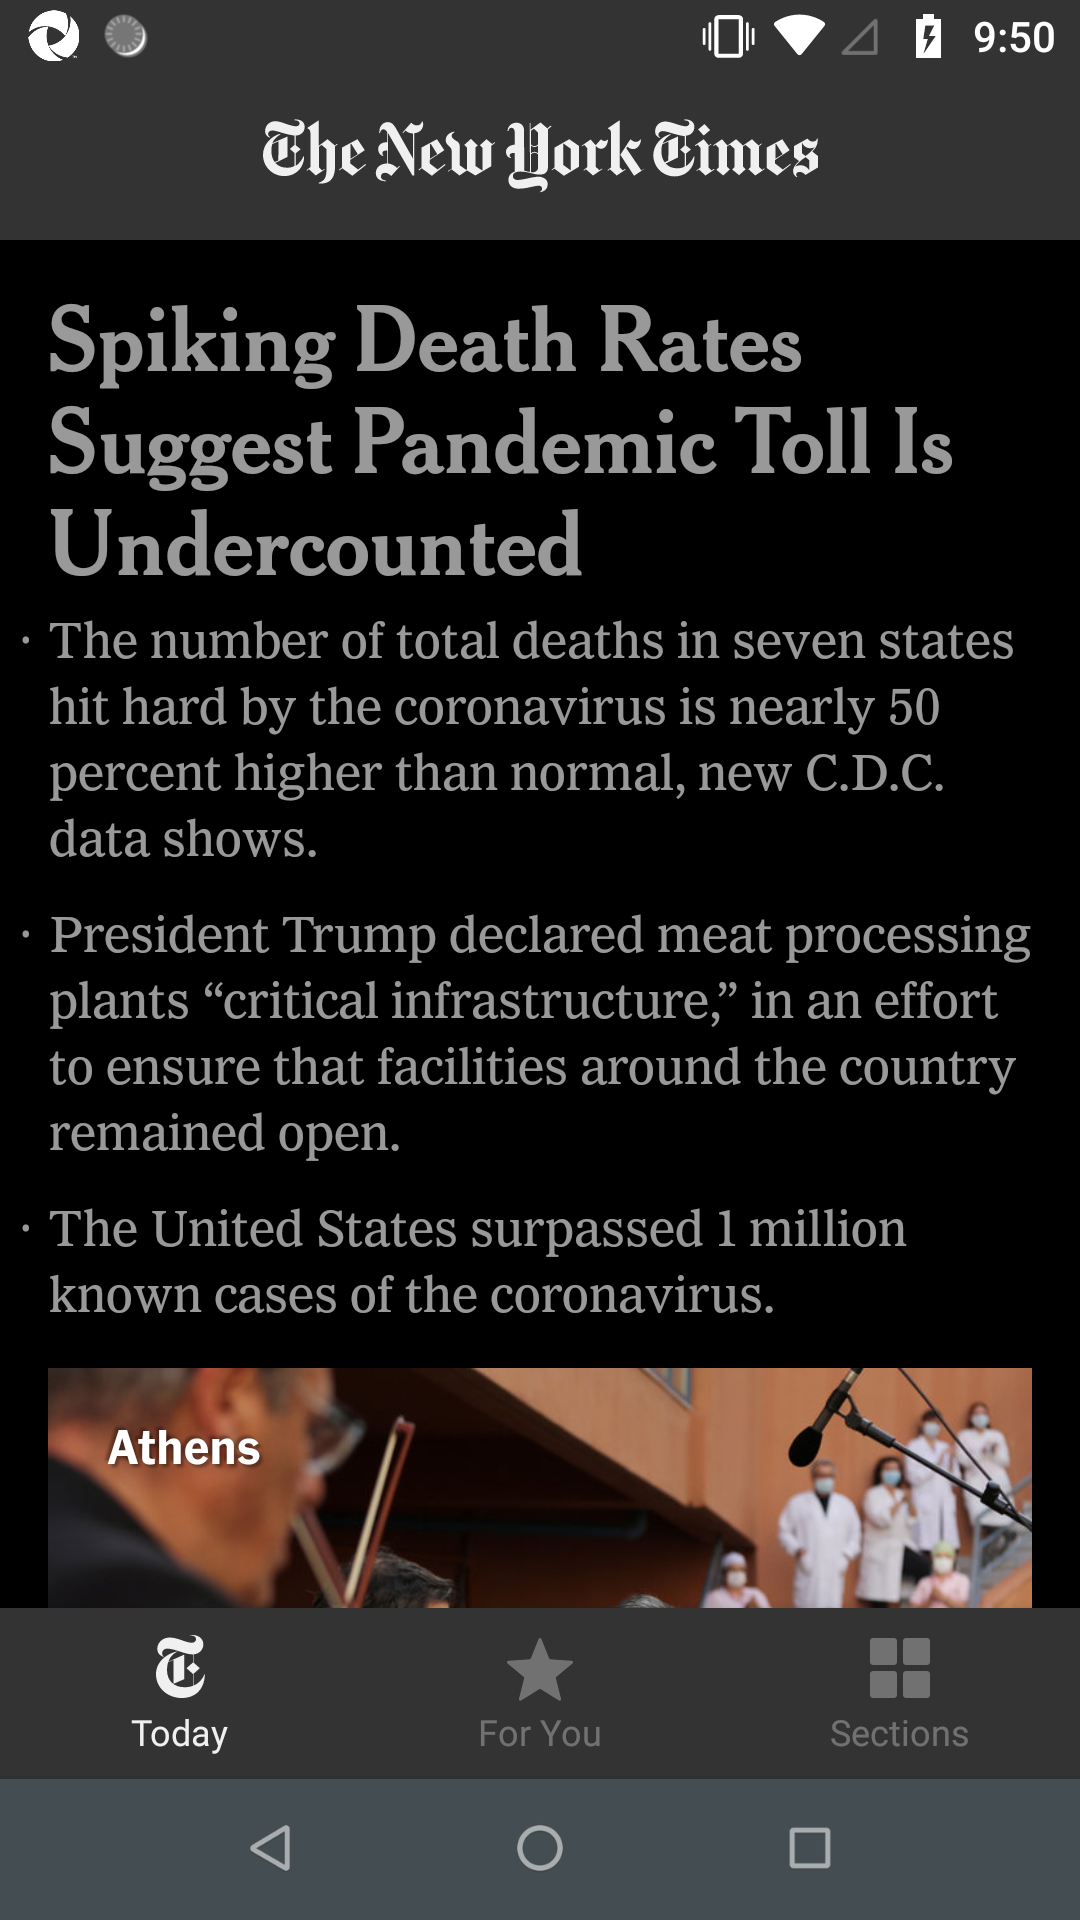 9:50
The New York Times
Spiking Death Rates
Suggest Pandemic Toll Is
Undercounted
· The number of total deaths in seven states
hit hard by the coronavirus is nearly 50
percent higher than normal, new C.D.C.
data shows.
· President Trump declared meat processing
plants “critical infrastructure,” in an effort
to ensure that facilities around the country
remained open.
· The United States surpassed 1 million
known cases of the coronavirus.
Athens
Today
For You
Sections